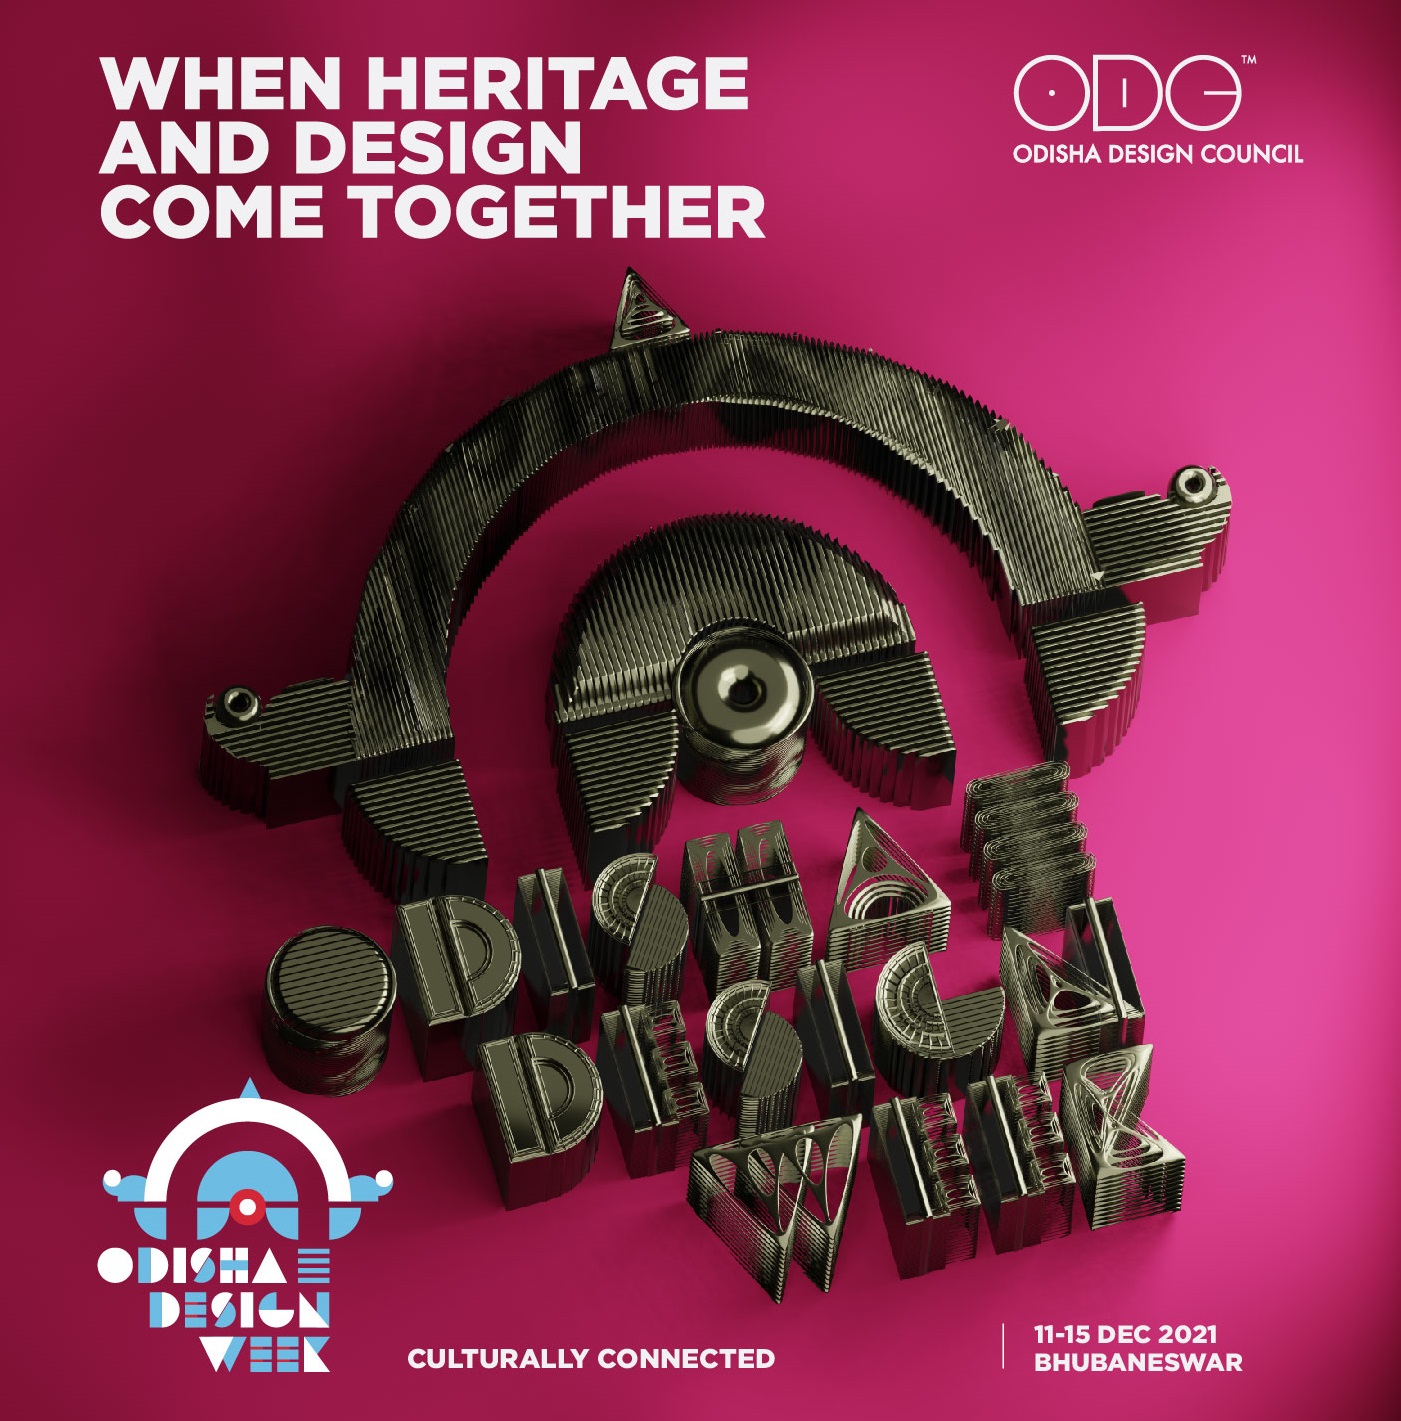 WHEN HERITAGE
AND DESIGN
COME TOGETHER
ODC™
ODISHA DESIGN COUNCIL
ODISHA
DESIGN
WEEK
ODISHA
DESIGN
WEEK
CULTURALLY CONNECTED
11-15 DEC 2021
BHUBANESWAR